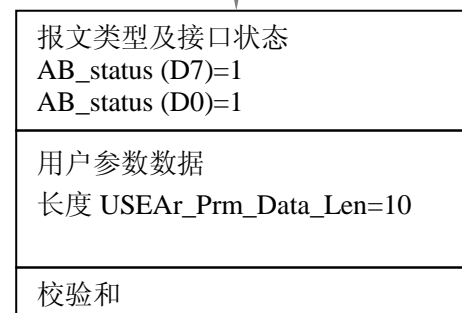 报文类型及接口状态
AB_status (D7)=1
AB_status (D0)=1
用户参数数据
长度 USEAr_Prm_Data_Len=10
校验和